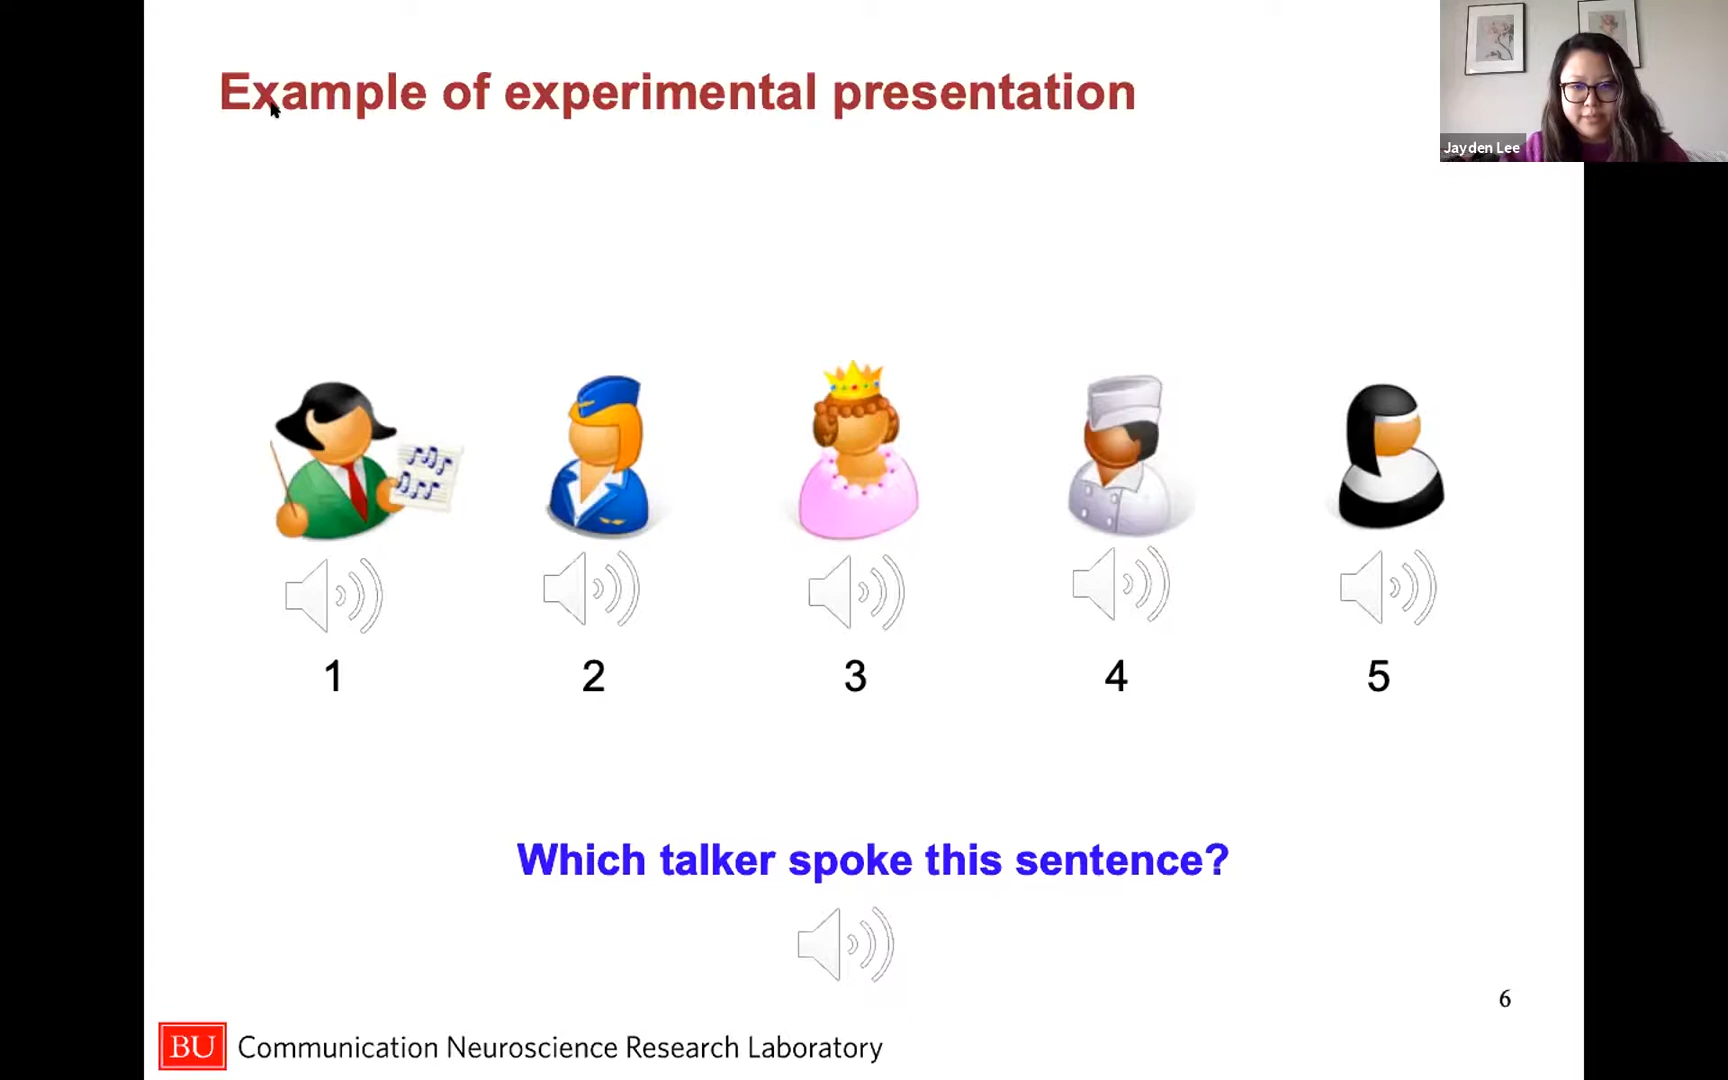 Example of experimental presentation
Jayden Lee
1 2 3 4 5
Which talker spoke this sentence?
6
BU Communication Neuroscience Research Laboratory